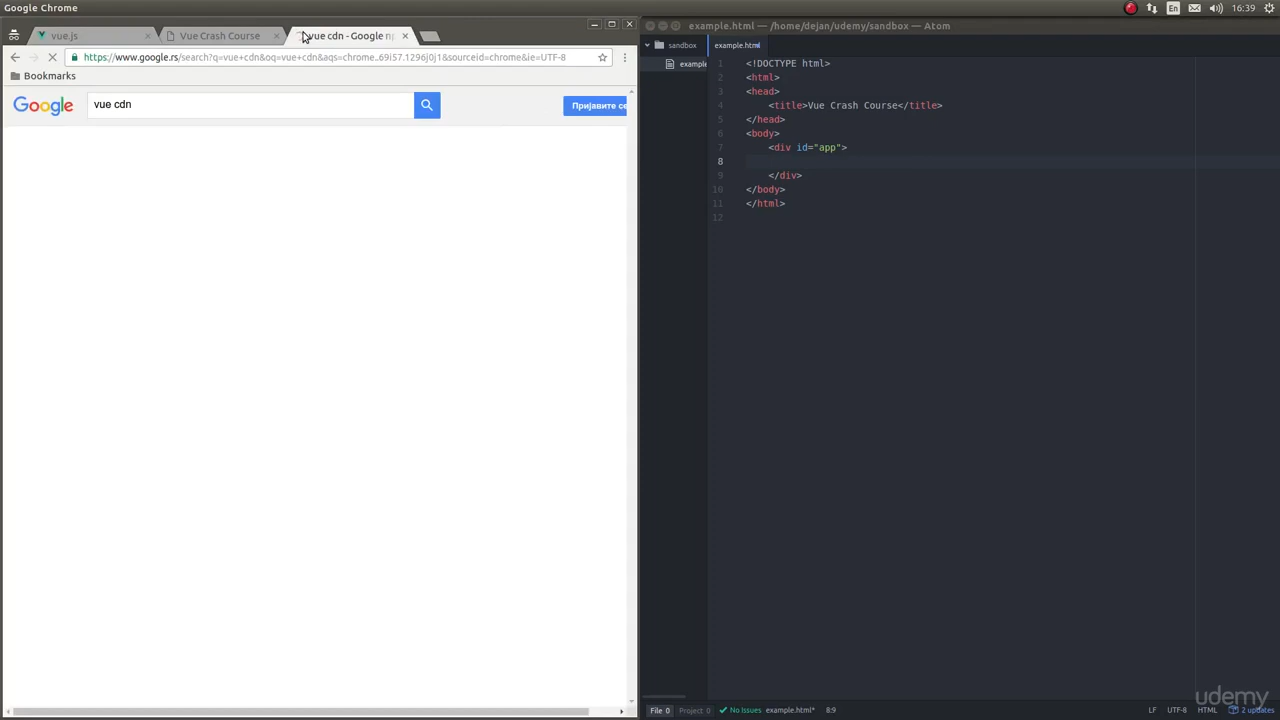 Google Chrome
16:39
En
vue.js
Vue Crash Course
vue cdn - Google
https://www.google.rs/search?q=vue+cdn&oq=vue+cdn&aqs=chrome..69i57.1296j0j1&sourceid=chrome&ie=UTF-8
Bookmarks
Google
vue cdn
Пријавите се
example.html — /home/dejan/udemy/sandbox — Atom
sandbox
example.html
example
1 <!DOCTYPE html>
2 <html>
3 <head>
4 <title>Vue Crash Course</title>
5 </head>
6 <body>
7 <div id="app">
8
9 </div>
10 </body>
11 </html>
12
udemy
File 0
Project 0
No Issues
example.html*
8:9
LF
UTF-8
HTML
2 updates